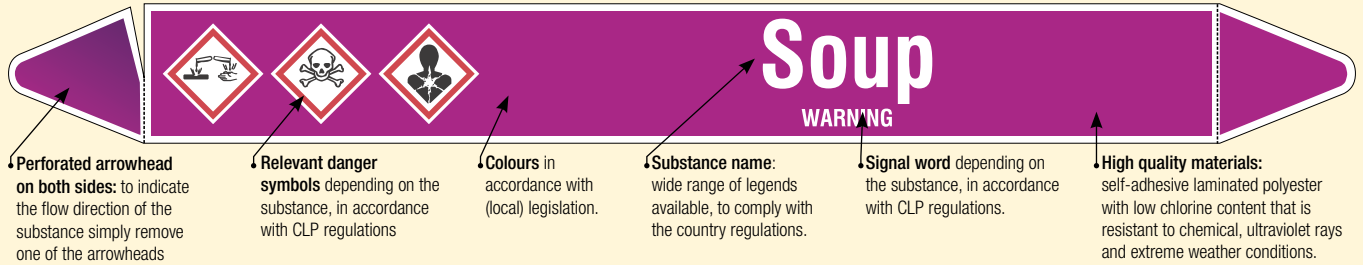 Soup
WARNING
Perforated arrowhead
on both sides: to indicate
the flow direction of the
substance simply remove
one of the arrowheads
Relevant danger
symbols depending on the
substance, in accordance
with CLP regulations
Colours in
accordance with
(local) legislation.
Substance name:
wide range of legends
available, to comply with
the country regulations.
Signal word depending on
the substance, in accordance
with CLP regulations.
High quality materials:
self-adhesive laminated polyester
with low chlorine content that is
resistant to chemical, ultraviolet rays
and extreme weather conditions.